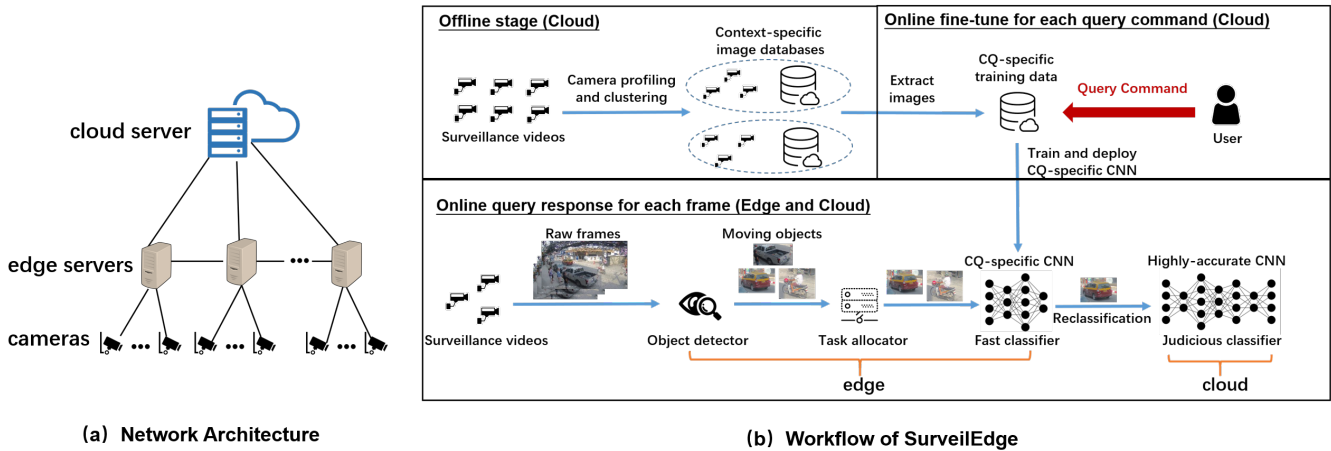 cloud server
edge servers
cameras
(a) Network Architecture
Offline stage (Cloud)
Surveillance videos
Camera profiling
and clustering
Context-specific
image databases
Extract
images
Online fine-tune for each query command (Cloud)
CQ-specific
training data
Query Command
User
Train and deploy
CQ-specific CNN
Online query response for each frame (Edge and Cloud)
Surveillance videos
Raw frames
Object detector
Moving objects
Task allocator
CQ-specific CNN
Fast classifier
Reclassification
Highly-accurate CNN
Judicious classifier
edge
cloud
(b) Workflow of SurveilEdge